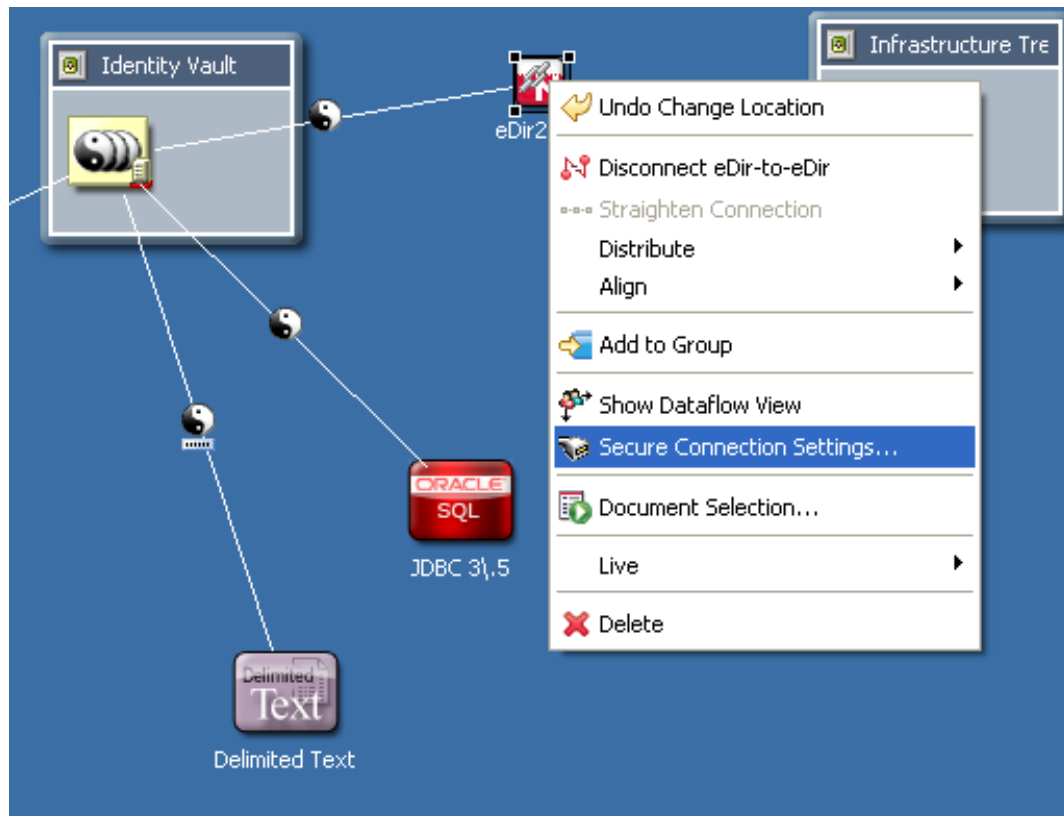 Identity Vault
Infrastructure Tre
eDir2
Undo Change Location
Disconnect eDir-to-eDir
Straighten Connection
Distribute
Align
Add to Group
Show Dataflow View
Secure Connection Settings...
Document Selection...
Live
Delete
ORACLE
SQL
JDBC 3\.5
Delimited
Text
Delimited Text